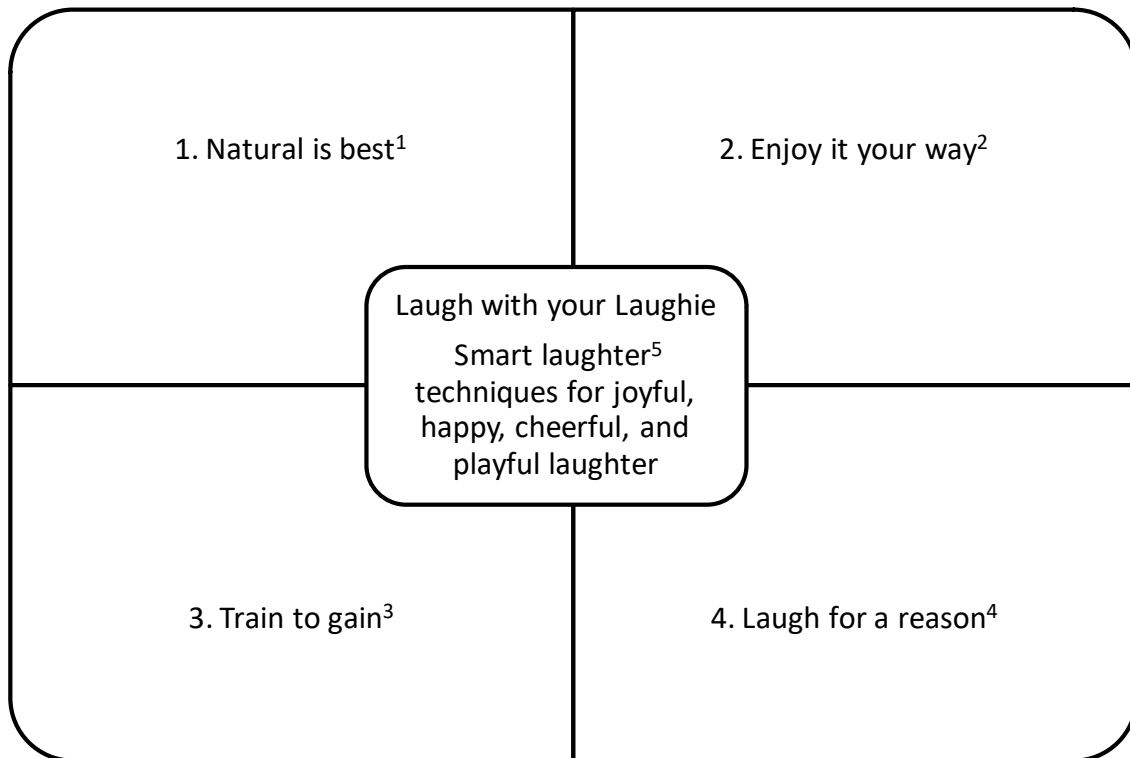 1. Natural is best¹
2. Enjoy it your way²
Laugh with your Laughie
Smart laughter⁵
techniques for joyful,
happy, cheerful, and
playful laughter
3. Train to gain³
4. Laugh for a reason⁴